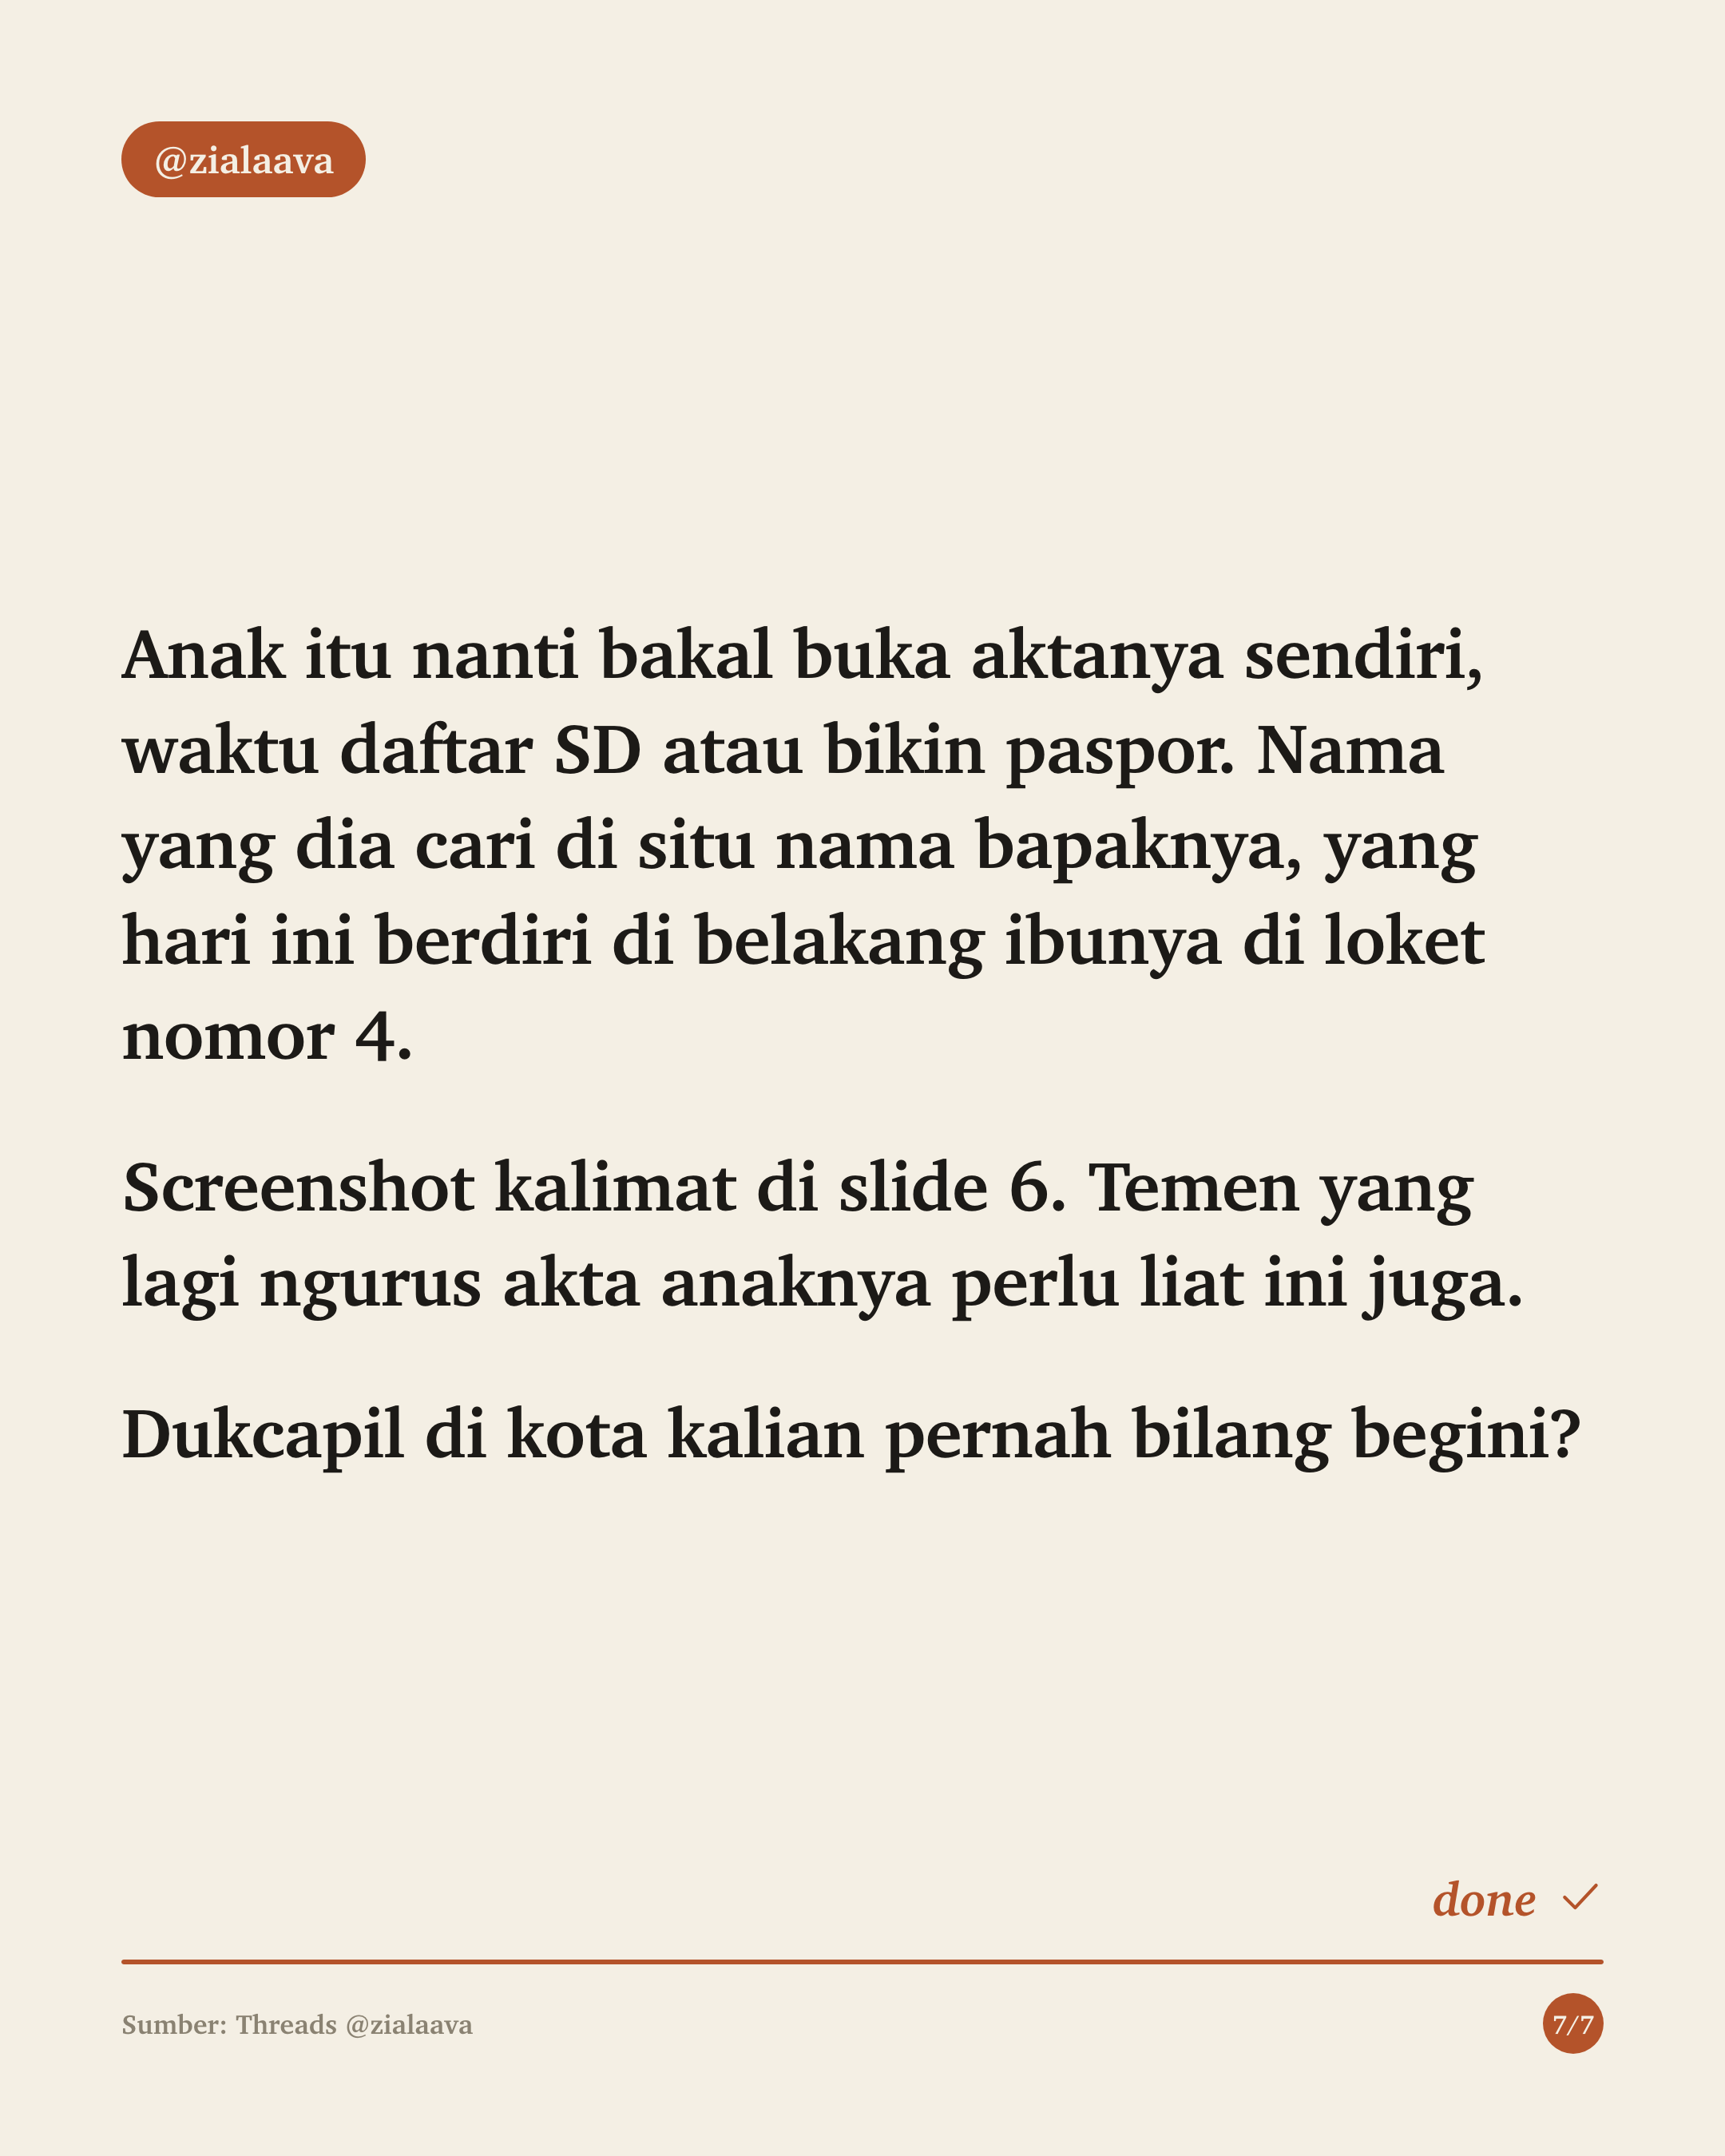 @zialaava
Anak itu nanti bakal buka aktanya sendiri,
waktu daftar SD atau bikin paspor. Nama
yang dia cari di situ nama bapaknya, yang
hari ini berdiri di belakang ibunya di loket
nomor 4.
Screenshot kalimat di slide 6. Temen yang
lagi ngurus akta anaknya perlu liat ini juga.
Dukcapil di kota kalian pernah bilang begini?
done ✓
Sumber: Threads @zialaava
7/7